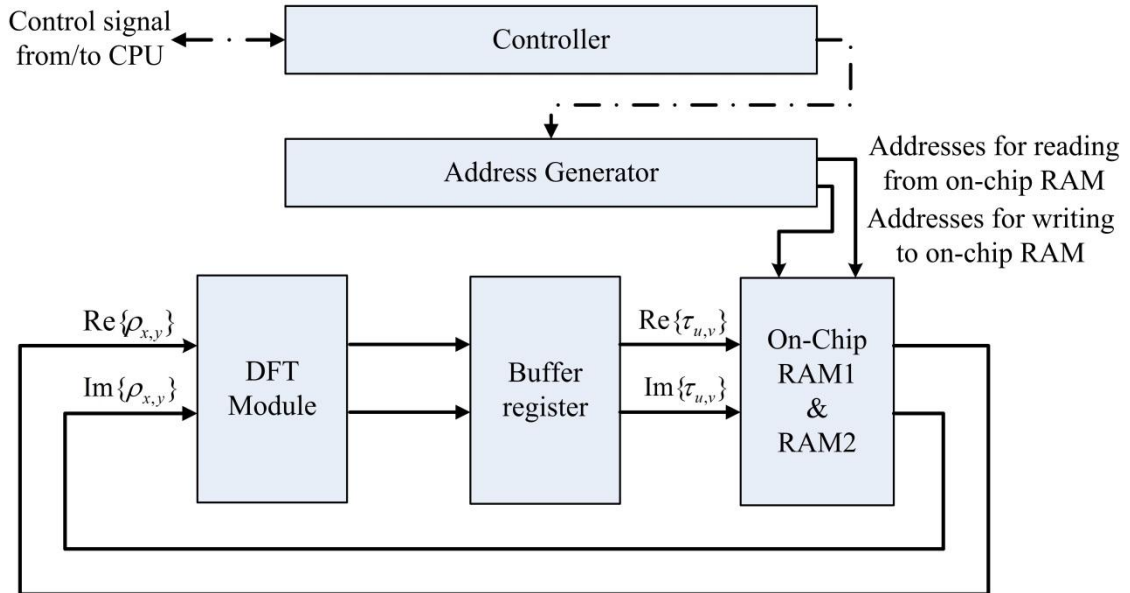 Control signal
from/to CPU
Controller
Address Generator
Addresses for reading
from on-chip RAM
Addresses for writing
to on-chip RAM
Re{ρx,y}
Im{ρx,y}
DFT
Module
Buffer
register
Re{τu,v}
Im{τu,v}
On-Chip
RAM1
&
RAM2